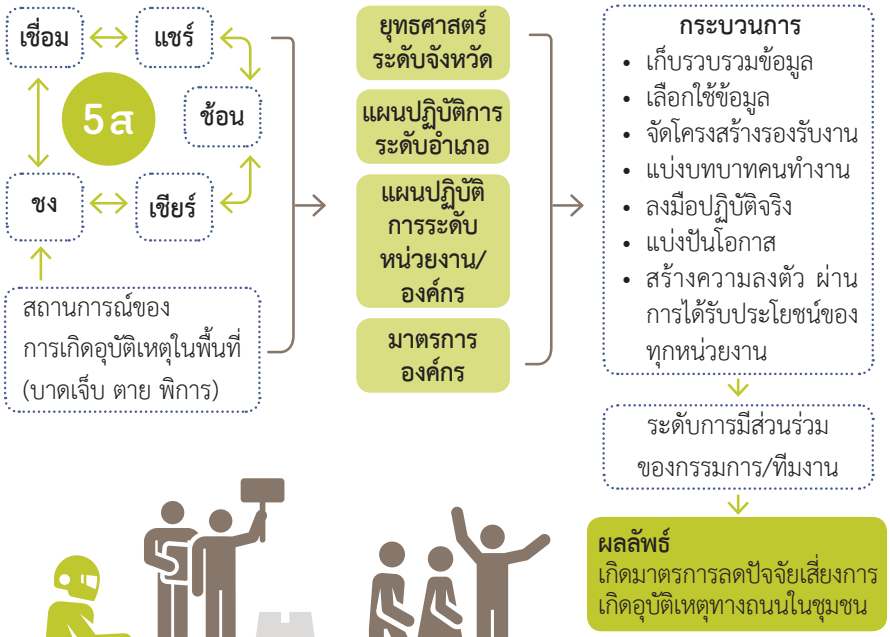 เชื่อม
แชร์
5ส
ช้อน
ชง
เชียร์
สถานการณ์ของ
การเกิดอุบัติเหตุในพื้นที่
(บาดเจ็บ ตาย พิการ)
ยุทธศาสตร์
ระดับจังหวัด
แผนปฏิบัติการ
ระดับอำเภอ
แผนปฏิบัติ
การระดับ
หน่วยงาน/
องค์กร
มาตรการ
องค์กร
กระบวนการ
• เก็บรวบรวมข้อมูล
• เลือกใช้ข้อมูล
• จัดโครงสร้างรองรับงาน
• แบ่งบทบาทคนทำงาน
• ลงมือปฏิบัติจริง
• แบ่งปันโอกาส
• สร้างความลงตัว ผ่าน
การได้รับประโยชน์ของ
ทุกหน่วยงาน
ระดับการมีส่วนร่วม
ของกรรมการ/ทีมงาน
ผลลัพธ์
เกิดมาตรการลดปัจจัยเสี่ยงการ
เกิดอุบัติเหตุทางถนนในชุมชน